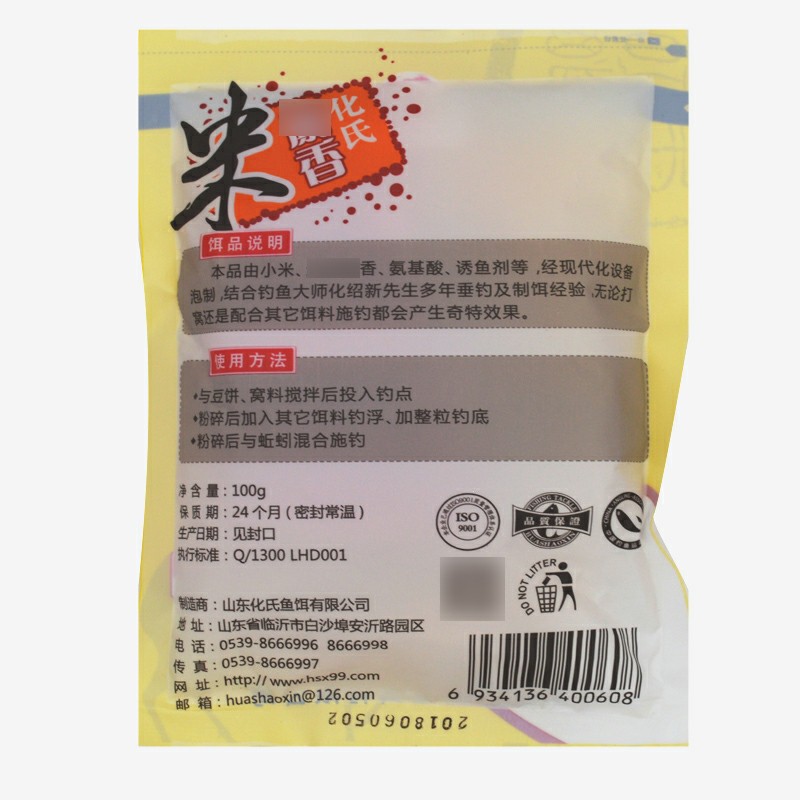 化氏
香
米
饵品说明
本品由小米、香、氨基酸、诱鱼剂等,经现代化设备
泡制,结合钓鱼大师化绍新先生多年垂钓及制饵经验,无论打
窝还是配合其它饵料施钓都会产生奇特效果。
使用方法
•与豆饼、窝料搅拌后投入钓点
•粉碎后加入其它饵料钓浮、加整粒钓底
•粉碎后与蚯蚓混合施钓
净含量:100g
保质期:24个月(密封常温)
生产日期:见封口
执行标准:Q/1300 LHD001
ISO
9001
FISHING TACKLE
品質保證
HUASHAOXIN
DO NOT LITTER
制造商:山东化氏鱼饵有限公司
地址:山东省临沂市白沙埠安沂路园区
电话:0539-8666996 8668998
传真:0539-8666997
网址:http://www.hsx99.com
邮箱:huashaoxin@126.com
6 934136 400608
2018060502